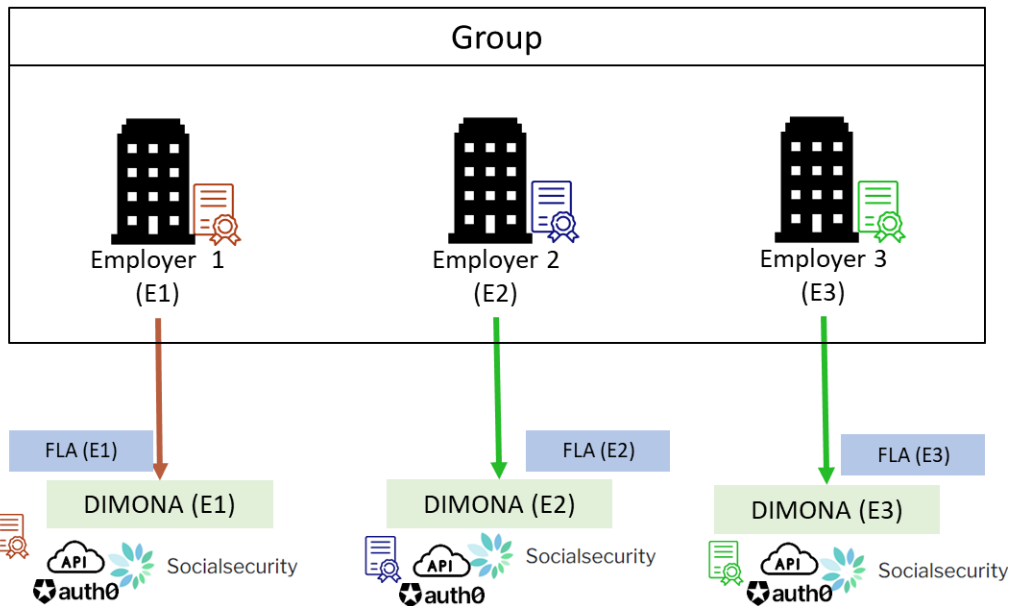 Group
Employer 1
(E1)
Employer 2
(E2)
Employer 3
(E3)
FLA (E1)
FLA (E2)
FLA (E3)
DIMONA (E1)
DIMONA (E2)
DIMONA (E3)
API
Socialsecurity
auth0
API
Socialsecurity
auth0
API
Socialsecurity
auth0